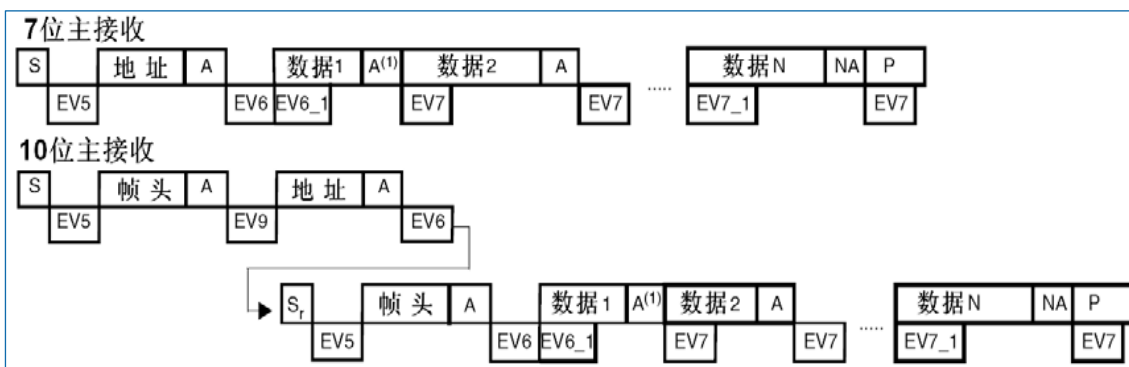 7位主接收
S 地址 A 数据1 A(1) 数据2 A ..... 数据N NA P
EV5 EV6 EV6_1 EV7 EV7 EV7_1 EV7
10位主接收
S 帧头 A 地址 A
EV5 EV9 EV6
Sr 帧头 A 数据1 A(1) 数据2 A ..... 数据N NA P
EV5 EV6 EV6_1 EV7 EV7 EV7_1 EV7